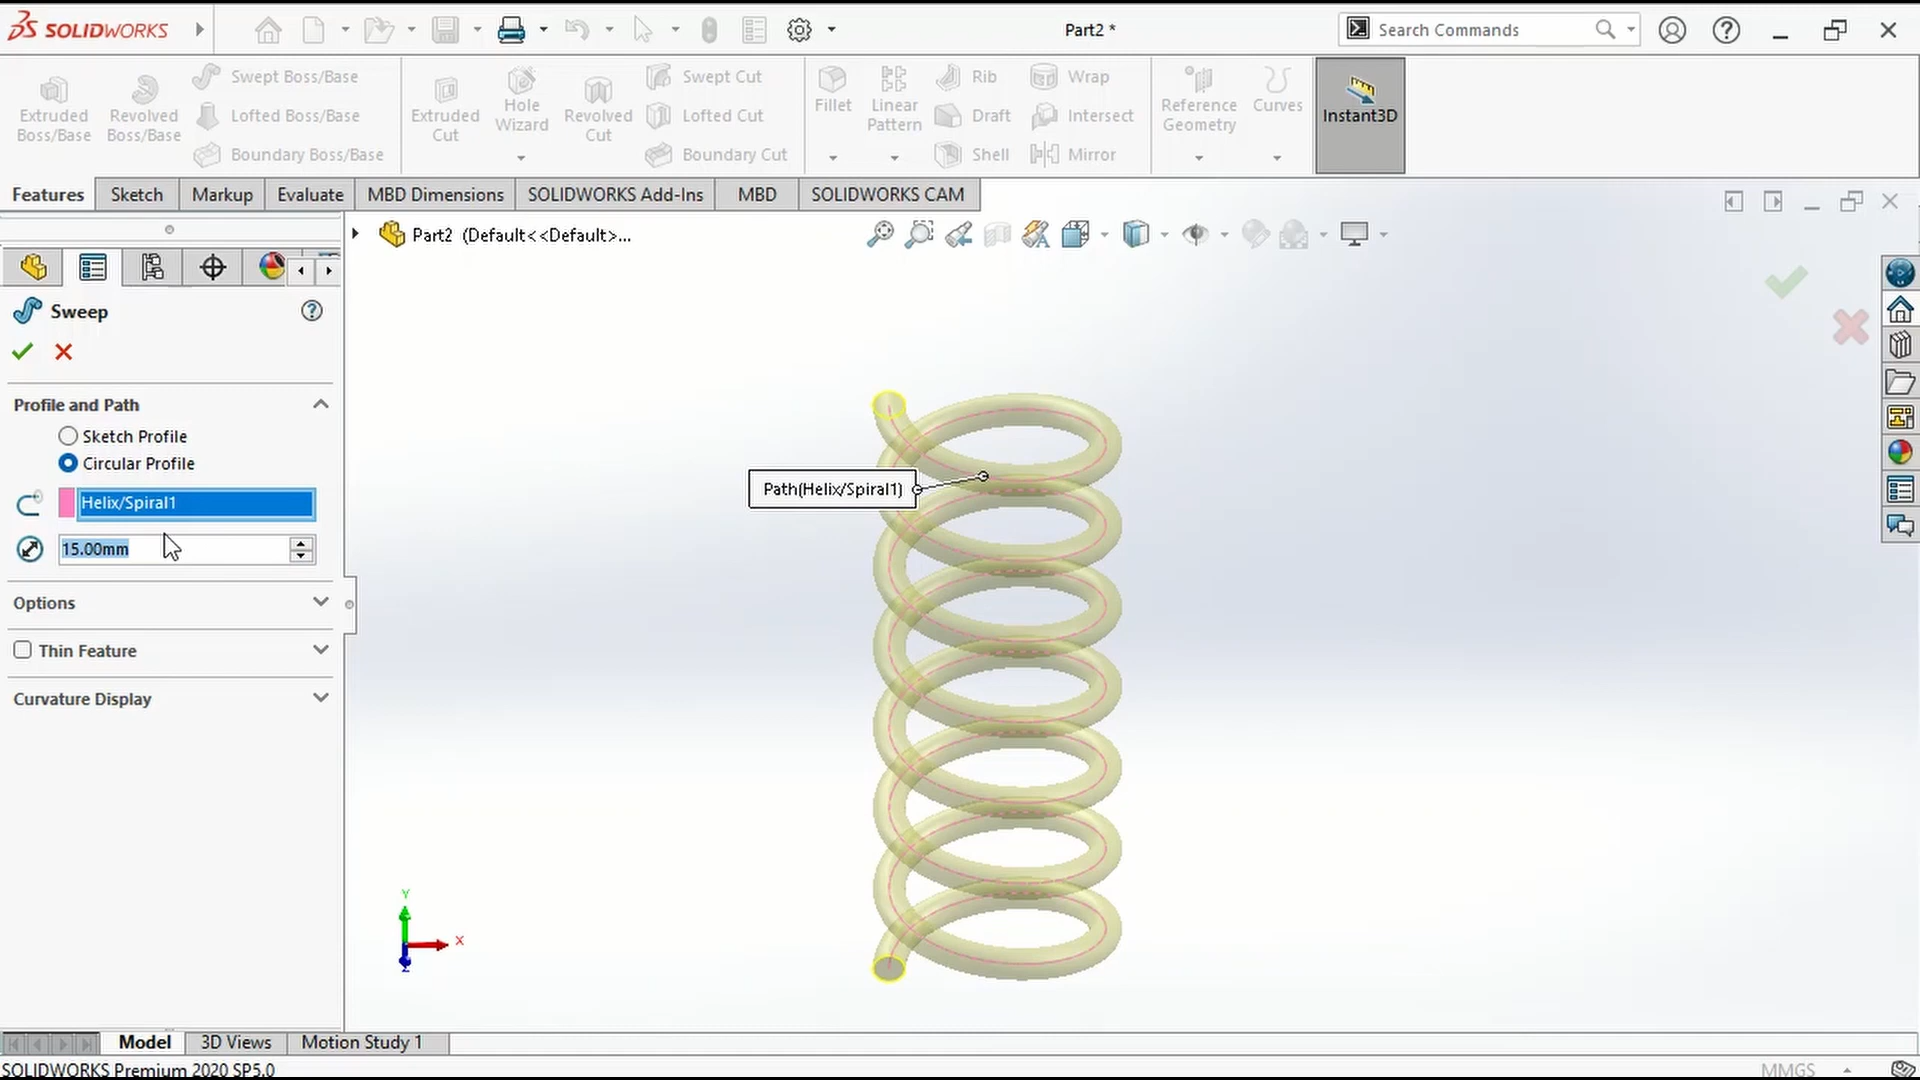 SOLIDWORKS
Part2 *
Search Commands
Extruded Boss/Base
Revolved Boss/Base
Swept Boss/Base
Lofted Boss/Base
Boundary Boss/Base
Extruded Cut
Hole Wizard
Revolved Cut
Swept Cut
Lofted Cut
Boundary Cut
Fillet
Linear Pattern
Rib
Draft
Shell
Wrap
Intersect
Mirror
Reference Geometry
Curves
Instant3D
Features
Sketch
Markup
Evaluate
MBD Dimensions
SOLIDWORKS Add-Ins
MBD
SOLIDWORKS CAM
Part2 (Default<<Default>...
Sweep
Profile and Path
Sketch Profile
Circular Profile
Helix/Spiral1
15.00mm
Options
Thin Feature
Curvature Display
Path(Helix/Spiral1)
Y
X
Z
Model
3D Views
Motion Study 1
SOLIDWORKS Premium 2020 SP5.0
MMGS